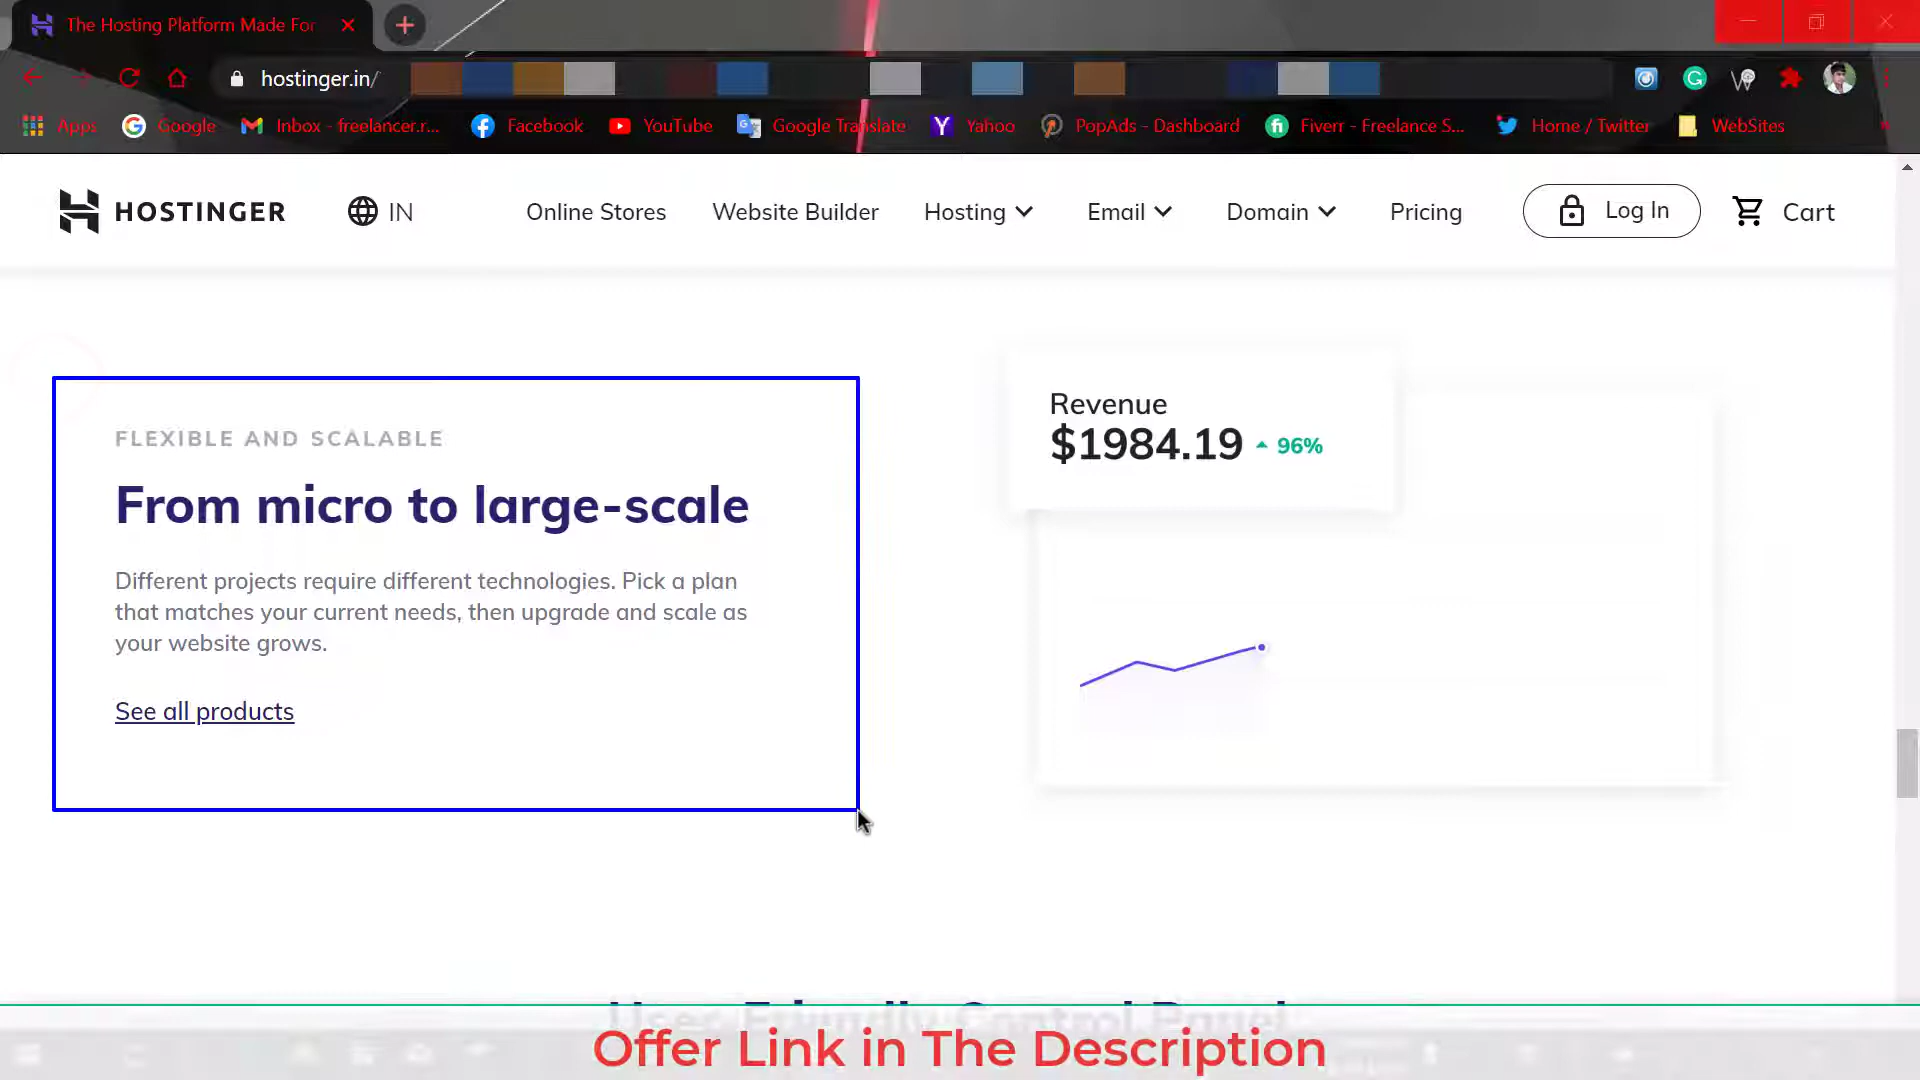 The Hosting Platform Made For
hostinger.in/
Apps
Google
Inbox - freelancer.r...
Facebook
YouTube
Google Translate
Yahoo
PopAds - Dashboard
Fiverr - Freelance S...
Home / Twitter
WebSites
HOSTINGER
IN
Online Stores
Website Builder
Hosting
Email
Domain
Pricing
Log In
Cart
FLEXIBLE AND SCALABLE
From micro to large-scale
Different projects require different technologies. Pick a plan
that matches your current needs, then upgrade and scale as
your website grows.
See all products
Revenue
$1984.19
96%
User Friendly Control Panel
Offer Link in The Description